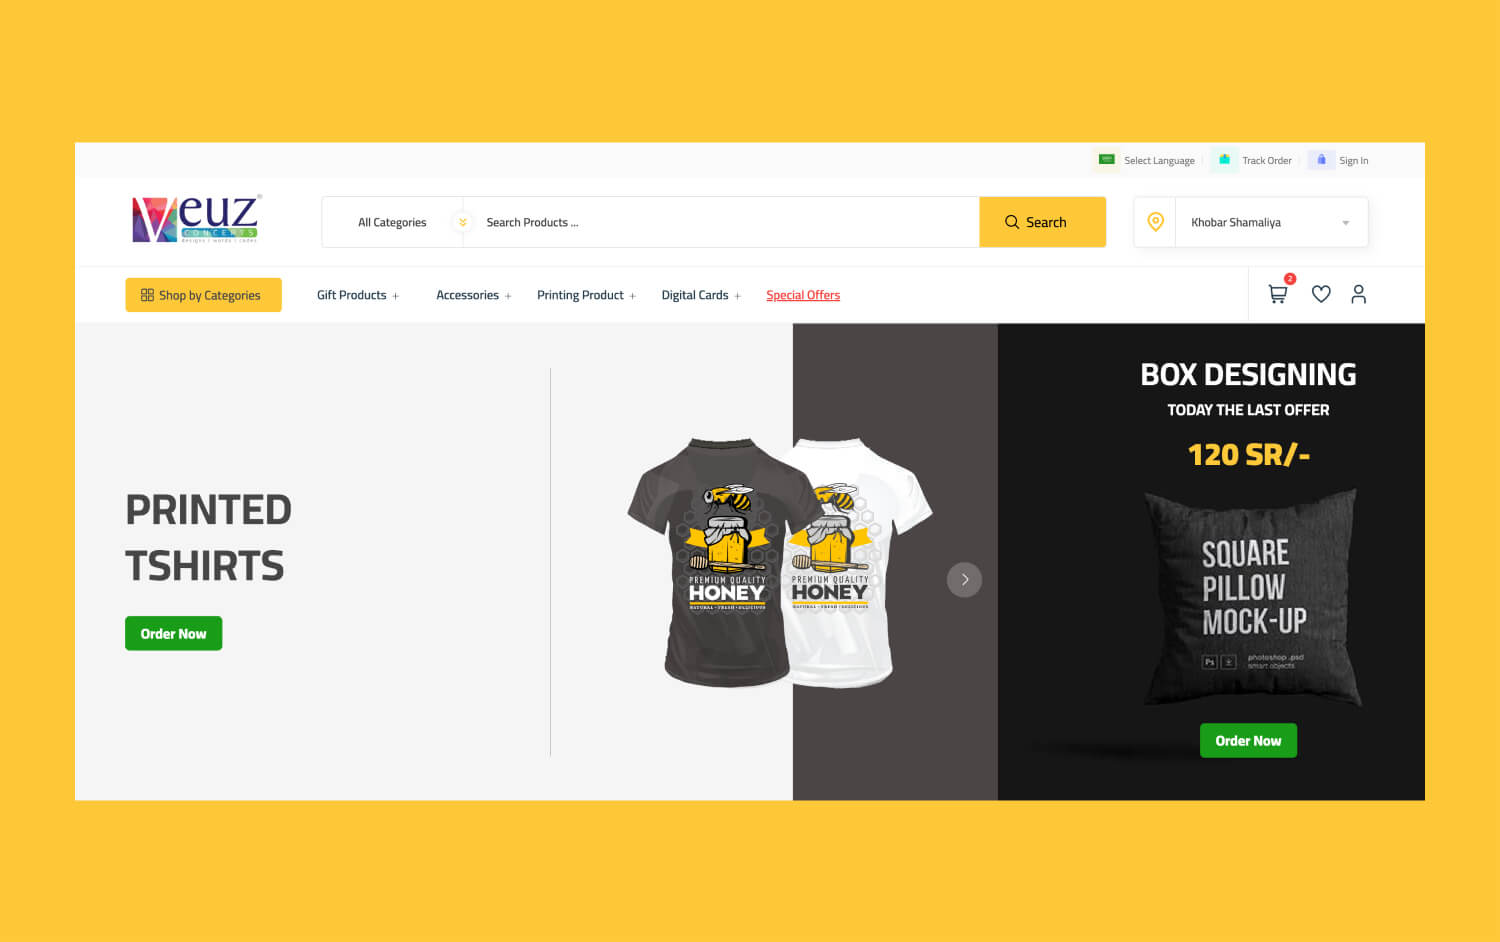 Select Language
Track Order
Sign In
Veuz®
CONCEPTS
designs | words | codes
All Categories
Search Products ...
Search
Khobar Shamaliya
Shop by Categories
Gift Products +
Accessories +
Printing Product +
Digital Cards +
Special Offers
2
PRINTED
TSHIRTS
Order Now
PREMIUM QUALITY
HONEY
NATURAL • FRESH • DELICIOUS
PREMIUM QUALITY
HONEY
NATURAL • FRESH • DELICIOUS
BOX DESIGNING
TODAY THE LAST OFFER
120 SR/-
SQUARE
PILLOW
MOCK-UP
Ps
photoshop .psd
smart objects
Order Now